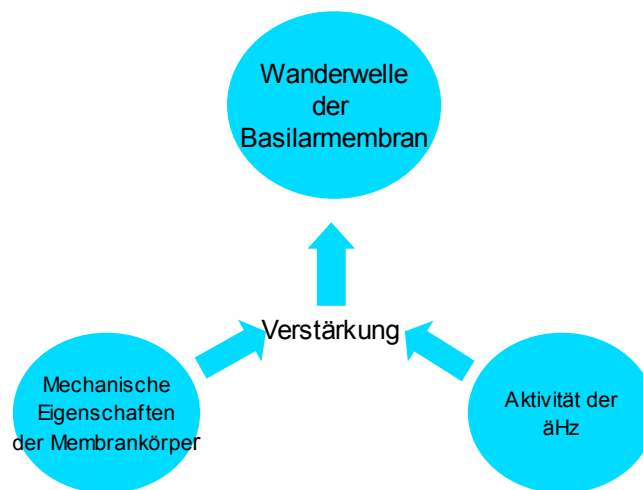 Wanderwelle
der
Basilarmembran
Verstärkung
Mechanische
Eigenschaften
der Membrankörper
Aktivität der
äHz